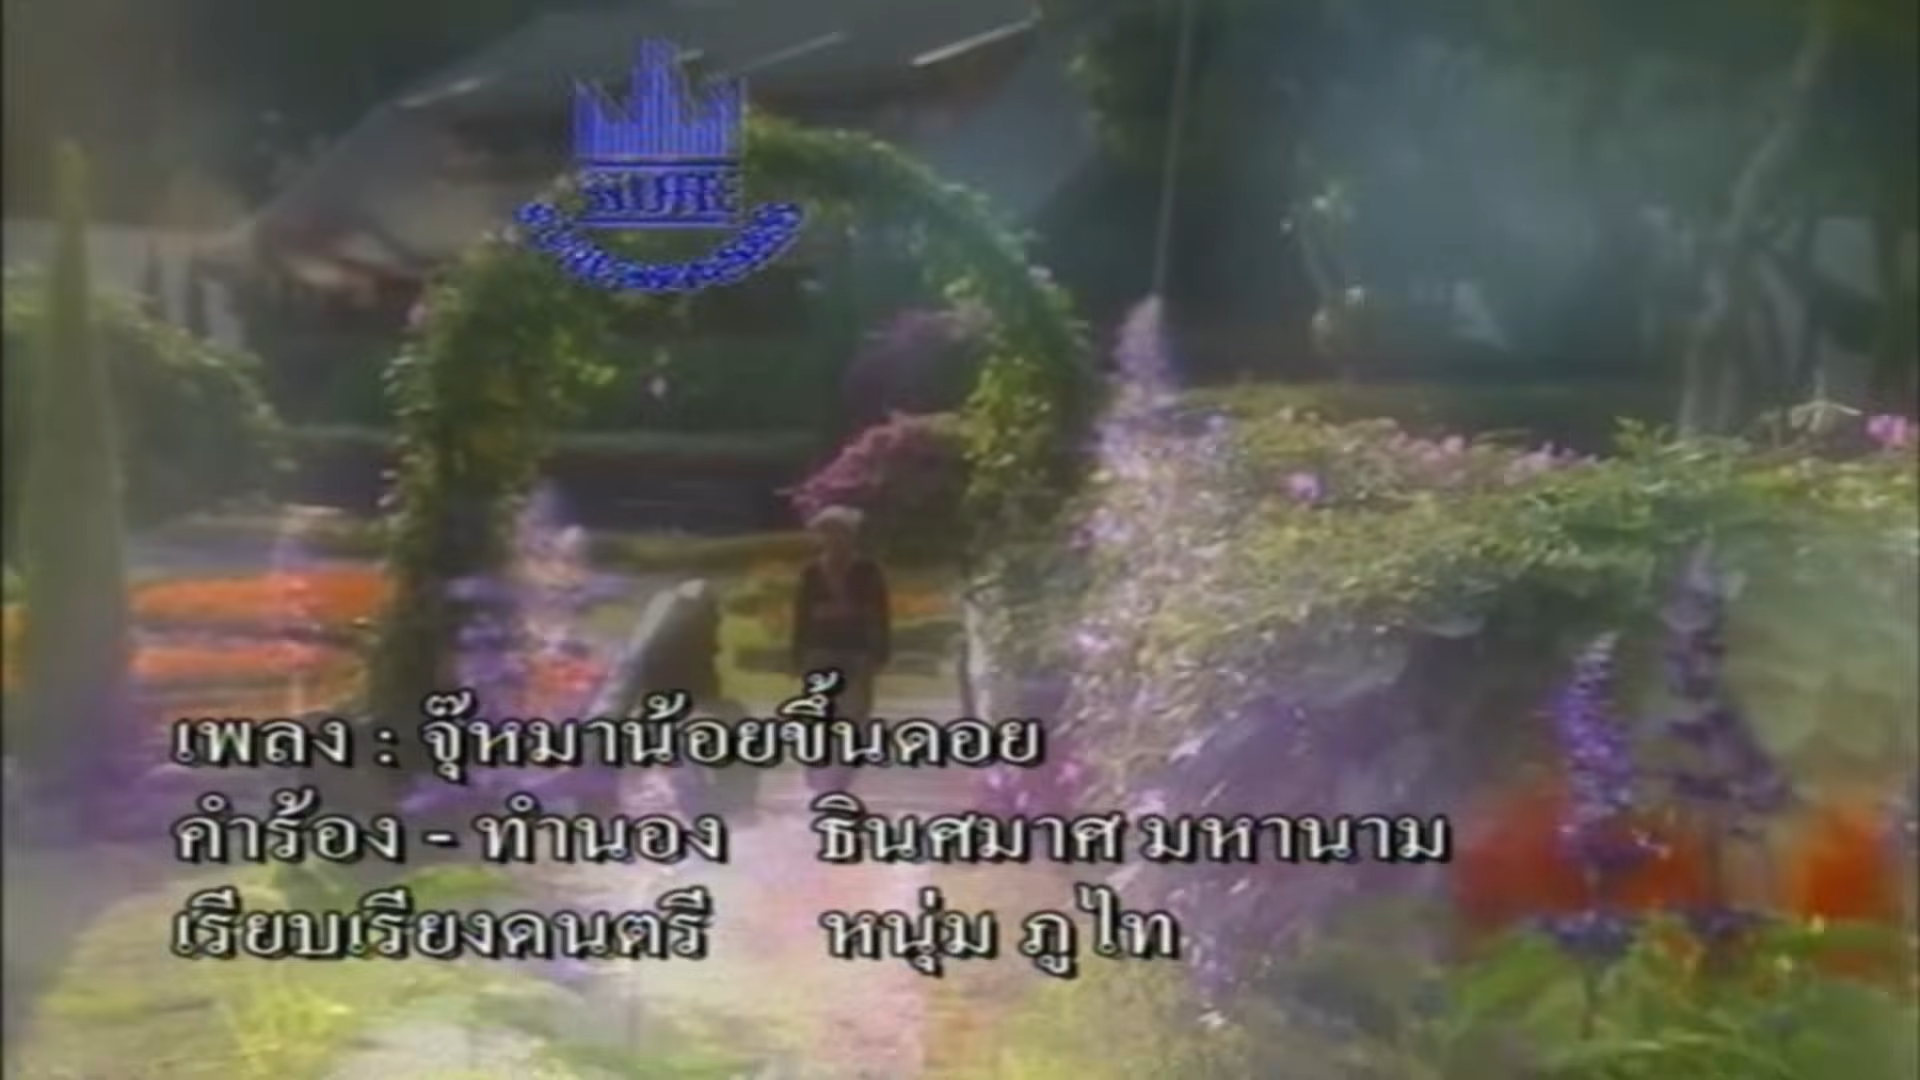 เพลง : จุ๊หมาน้อยขึ้นดอย
คำร้อง - ทำนอง ธินศมาศ มหานาม
เรียบเรียงดนตรี หนุ่ม ภูไท